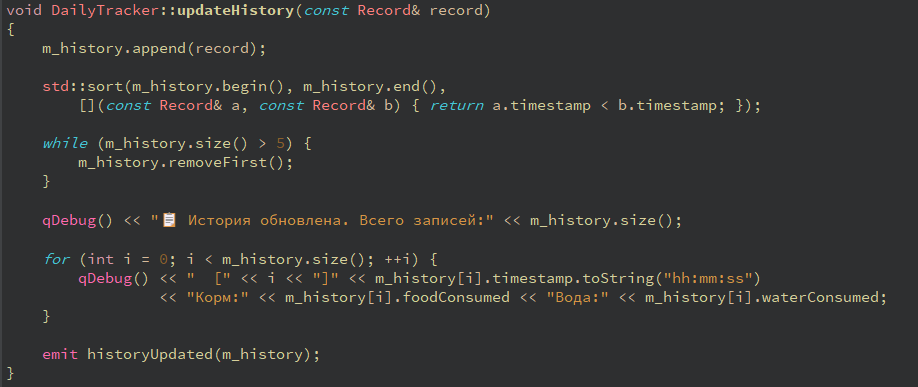 void DailyTracker::updateHistory(const Record& record)
{
    m_history.append(record);

    std::sort(m_history.begin(), m_history.end(),
        [](const Record& a, const Record& b) { return a.timestamp < b.timestamp; });

    while (m_history.size() > 5) {
        m_history.removeFirst();
    }

    qDebug() << "📋 История обновлена. Всего записей:" << m_history.size();

    for (int i = 0; i < m_history.size(); ++i) {
        qDebug() << "  [" << i << "]" << m_history[i].timestamp.toString("hh:mm:ss")
                 << "Корм:" << m_history[i].foodConsumed << "Вода:" << m_history[i].waterConsumed;
    }

    emit historyUpdated(m_history);
}